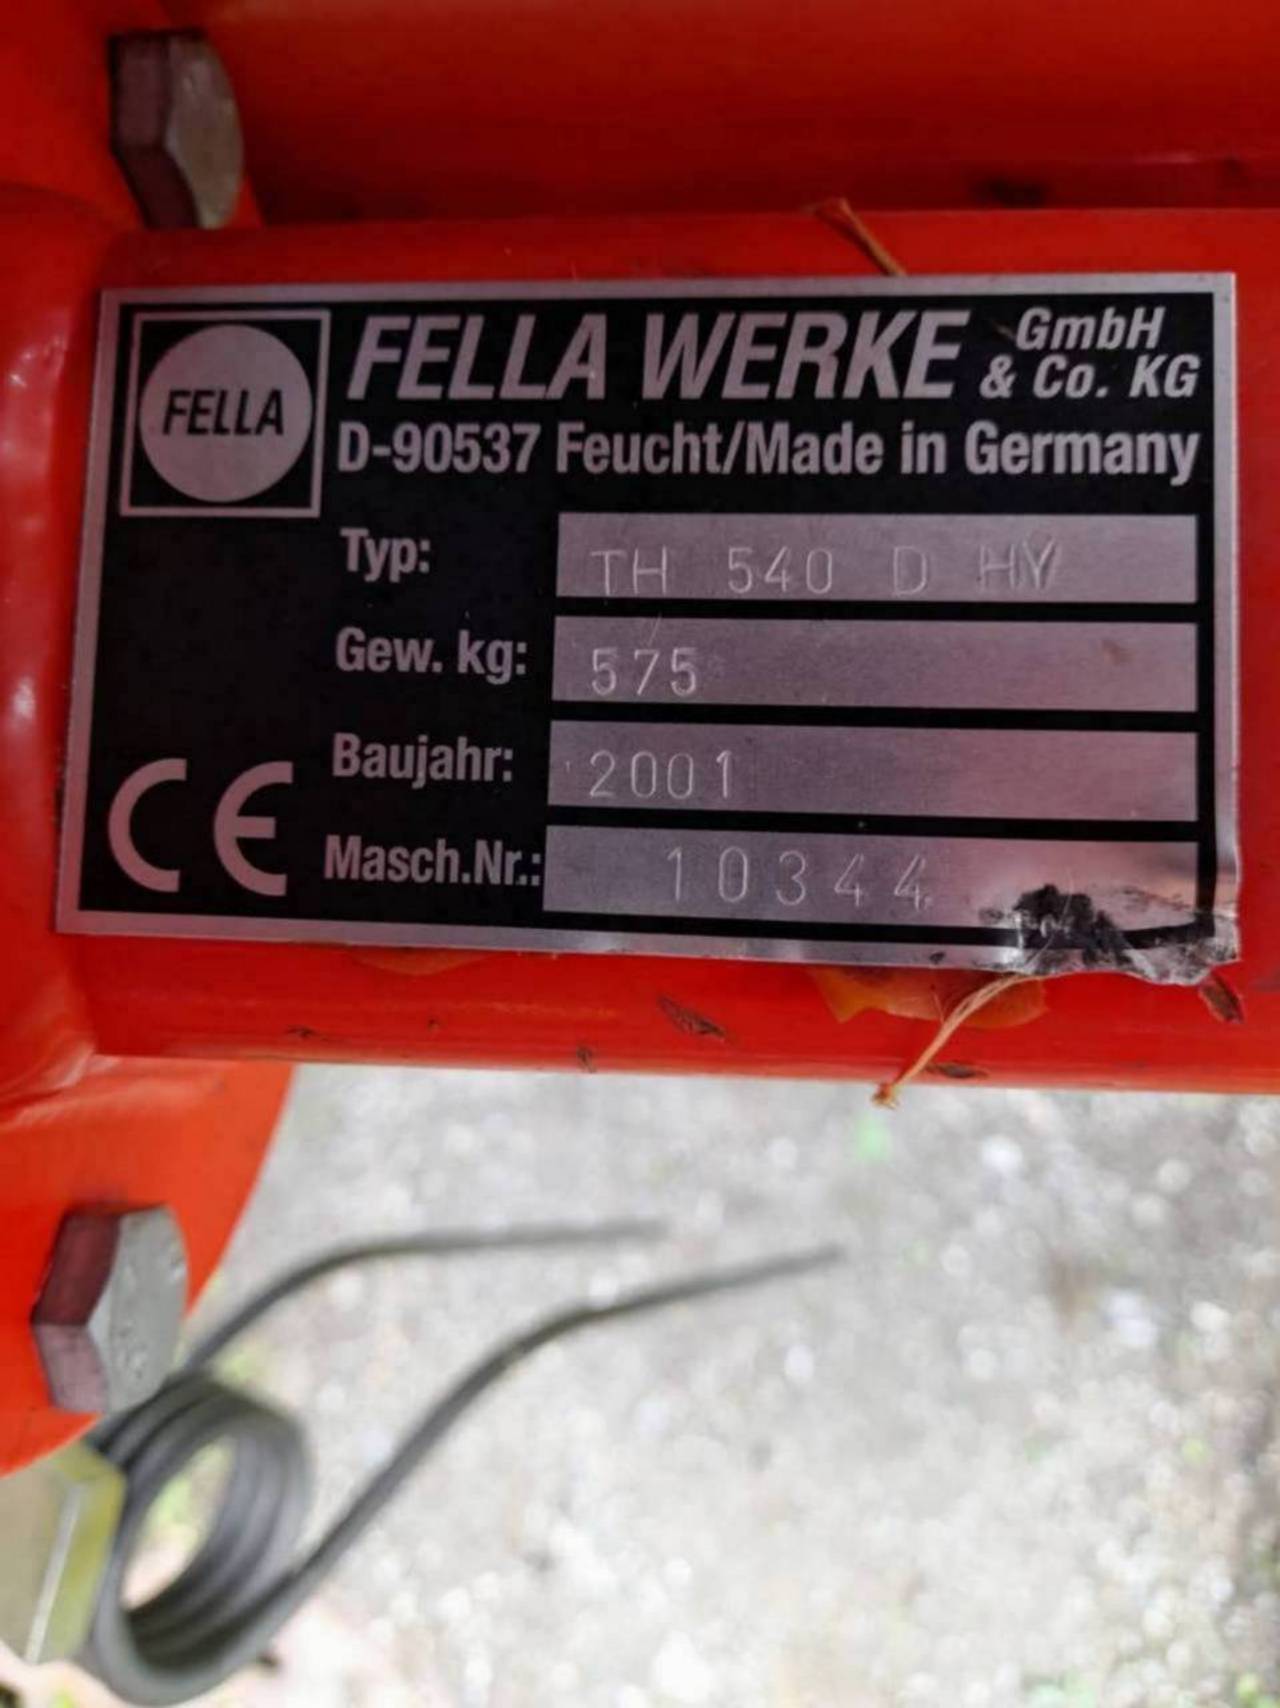 FELLA
FELLA WERKE GmbH & Co. KG
D-90537 Feucht/Made in Germany
Typ: TH 540 D HY
Gew. kg: 575
Baujahr: 2001
Masch.Nr.: 10344
CE